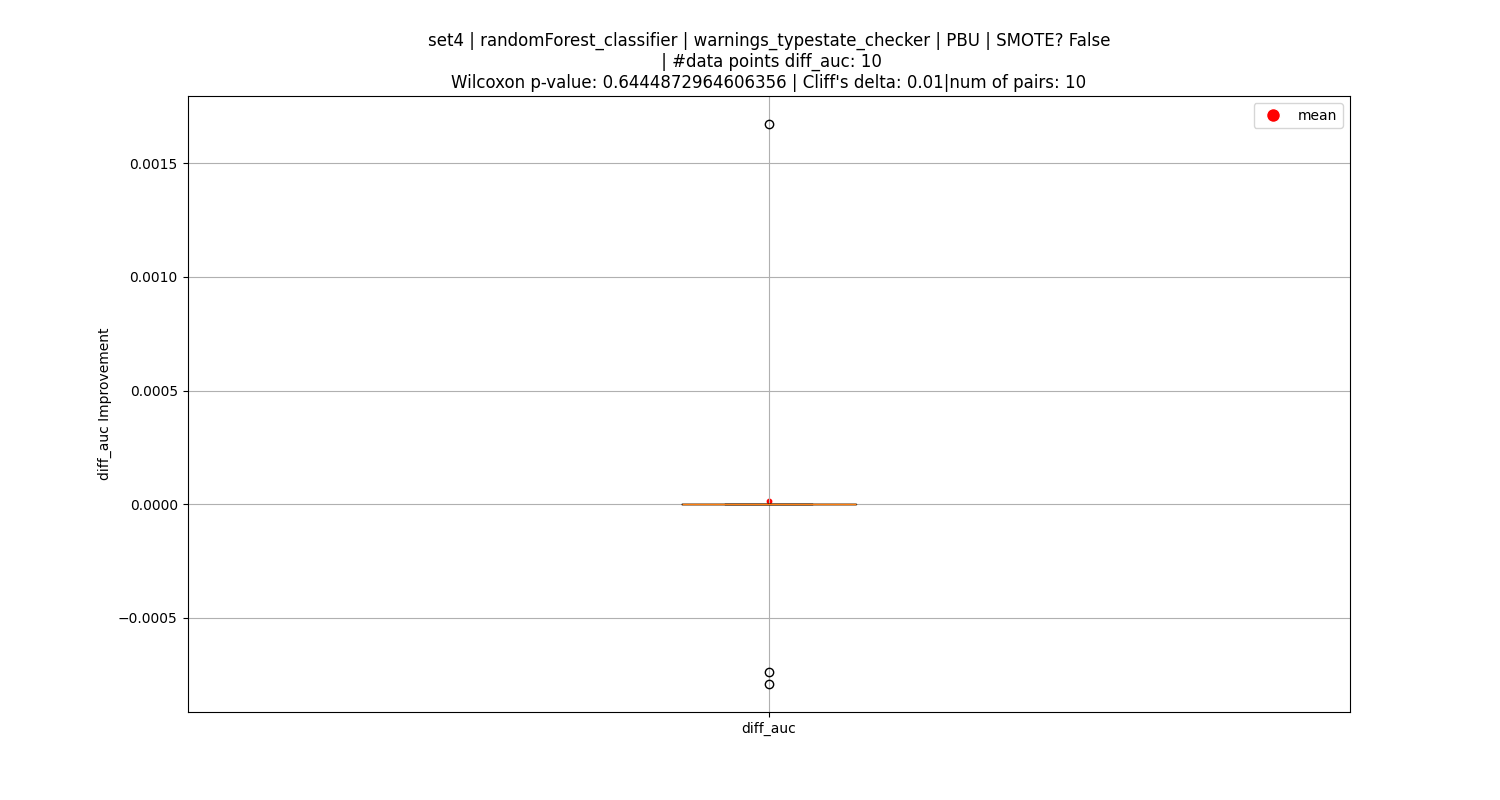 set4 | randomForest_classifier | warnings_typestate_checker | PBU | SMOTE? False
| #data points diff_auc: 10
Wilcoxon p-value: 0.6444872964606356 | Cliff's delta: 0.01|num of pairs: 10
mean
0.0015
0.0010
0.0005
0.0000
−0.0005
diff_auc Improvement
diff_auc